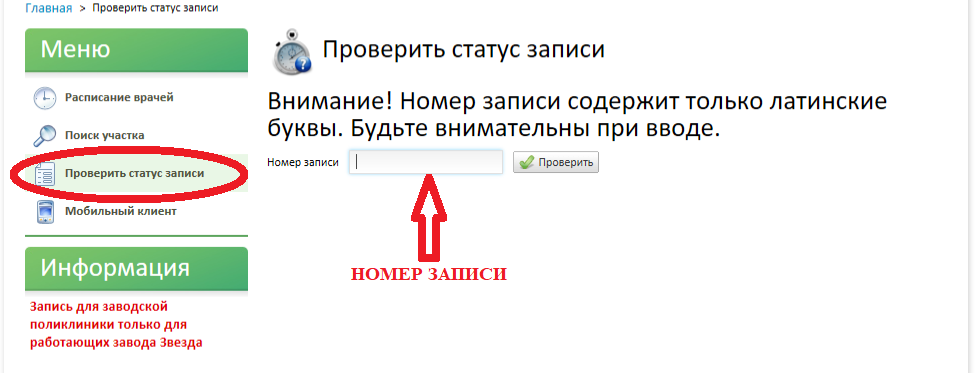 Главная > Проверить статус записи
Меню
Расписание врачей
Поиск участка
Проверить статус записи
Мобильный клиент
Информация
Запись для заводской
поликлиники только для
работающих завода Звезда
Проверить статус записи
Внимание! Номер записи содержит только латинские
буквы. Будьте внимательны при вводе.
Номер записи Проверить
НОМЕР ЗАПИСИ